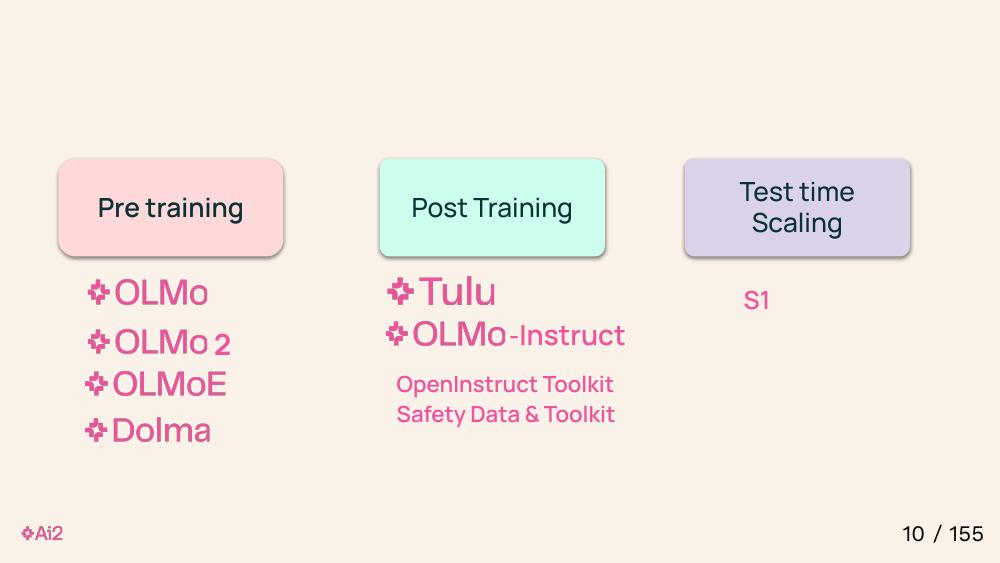 Pre training
OLMo
OLMo 2
OLMoE
Dolma
Post Training
Tulu
OLMo-Instruct
OpenInstruct Toolkit
Safety Data & Toolkit
Test time
Scaling
S1
Ai2
10 / 155